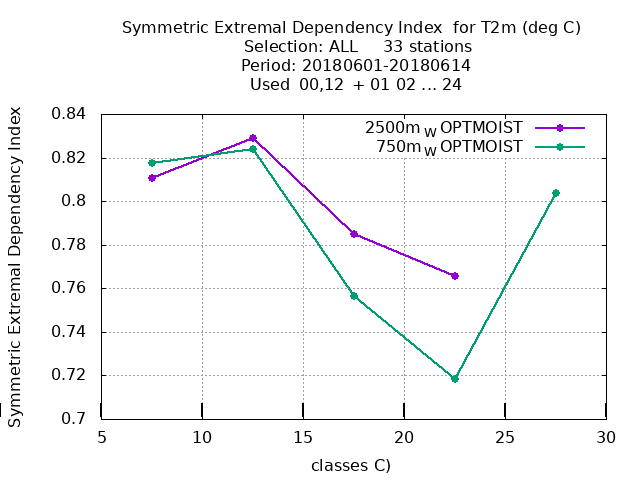 Symmetric Extremal Dependency Index for T2m (deg C)
Selection: ALL 33 stations
Period: 20180601-20180614
Used 00,12 + 01 02 ... 24
Symmetric Extremal Dependency Index
0.84
0.82
0.8
0.78
0.76
0.74
0.72
0.7
2500m W OPTMOIST
750m W OPTMOIST
5 10 15 20 25 30
classes C)